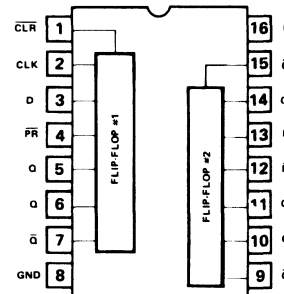 CLR 1
CLK 2
D 3
PR 4
Q 5
Q 6
Q̅ 7
GND 8
FLIP-FLOP #1
FLIP-FLOP #2
16
15
14
13
12
11
10
9